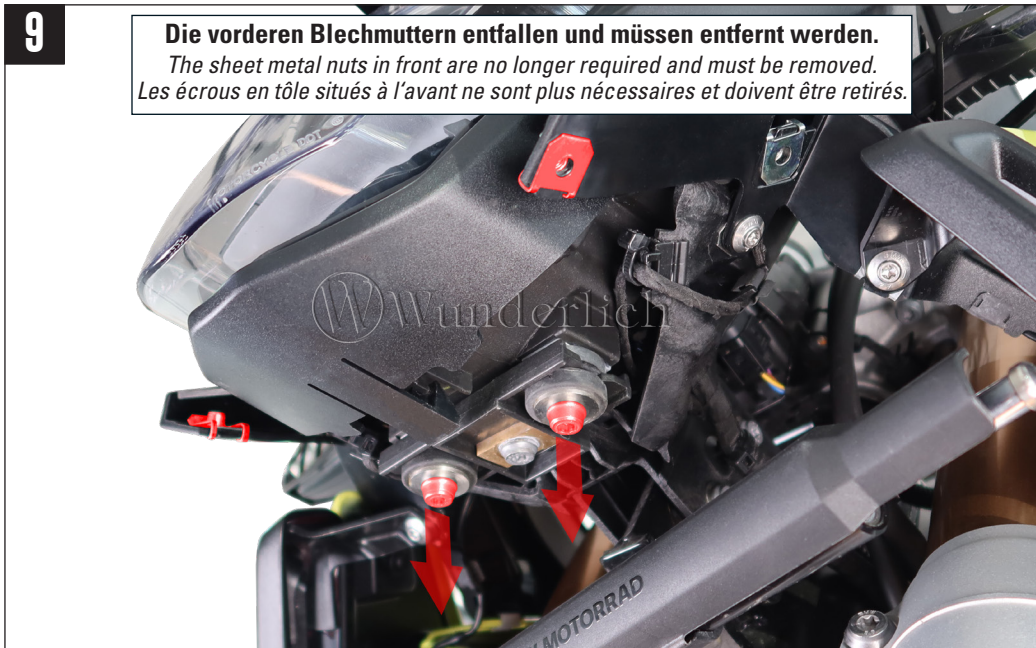 9
Die vorderen Blechmuttern entfallen und müssen entfernt werden.
The sheet metal nuts in front are no longer required and must be removed.
Les écrous en tôle situés à l'avant ne sont plus nécessaires et doivent être retirés.
DOT
Wunderlich
MOTORRAD